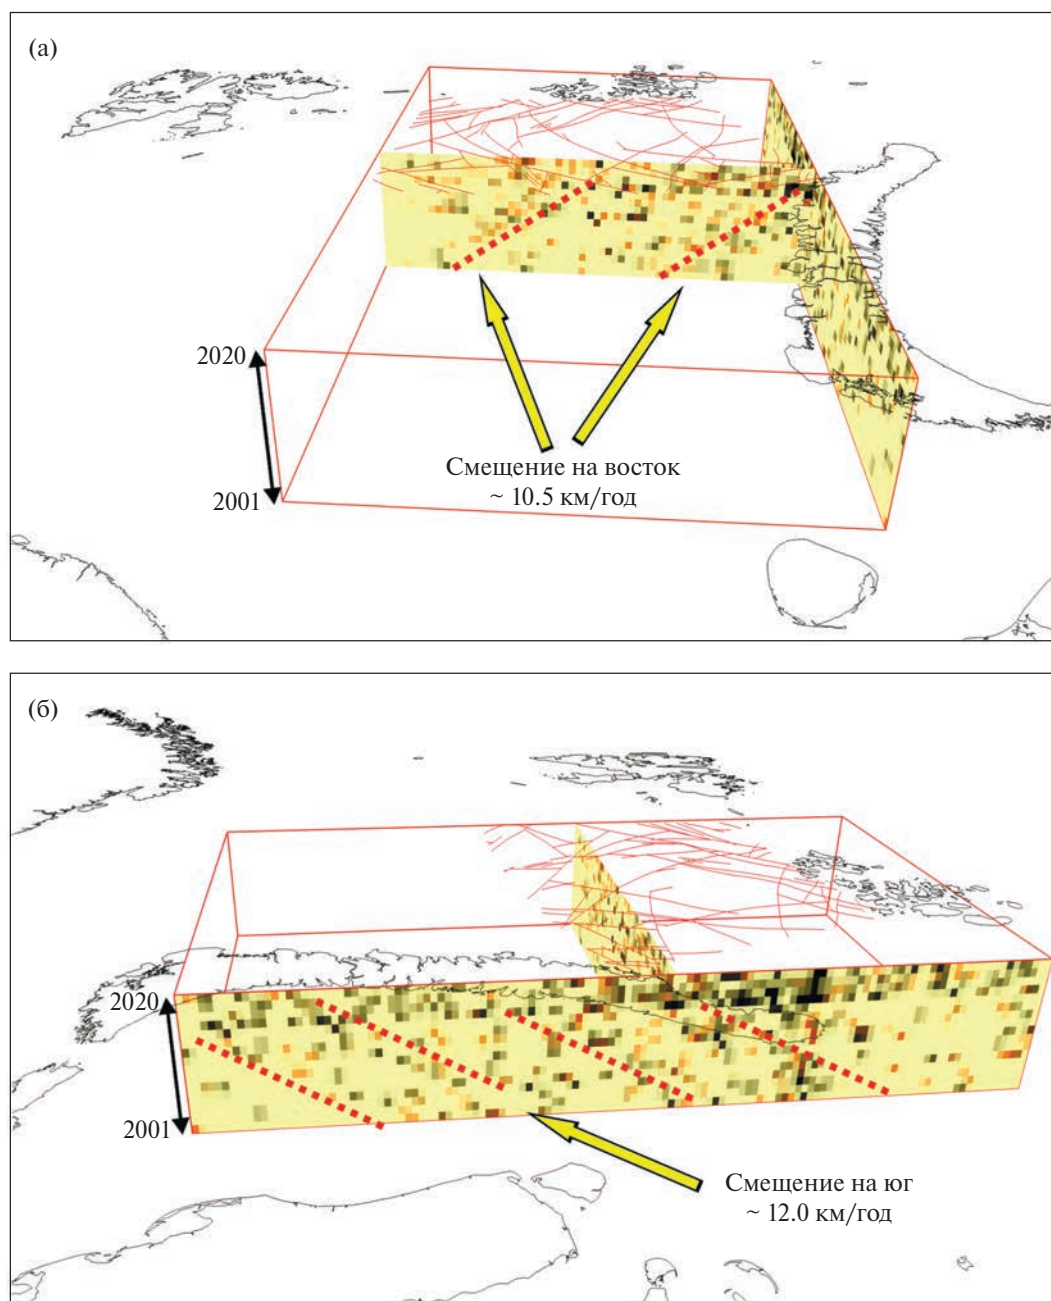 (а)
2020
2001
Смещение на восток
~ 10.5 км/год
(б)
2020
2001
Смещение на юг
~ 12.0 км/год